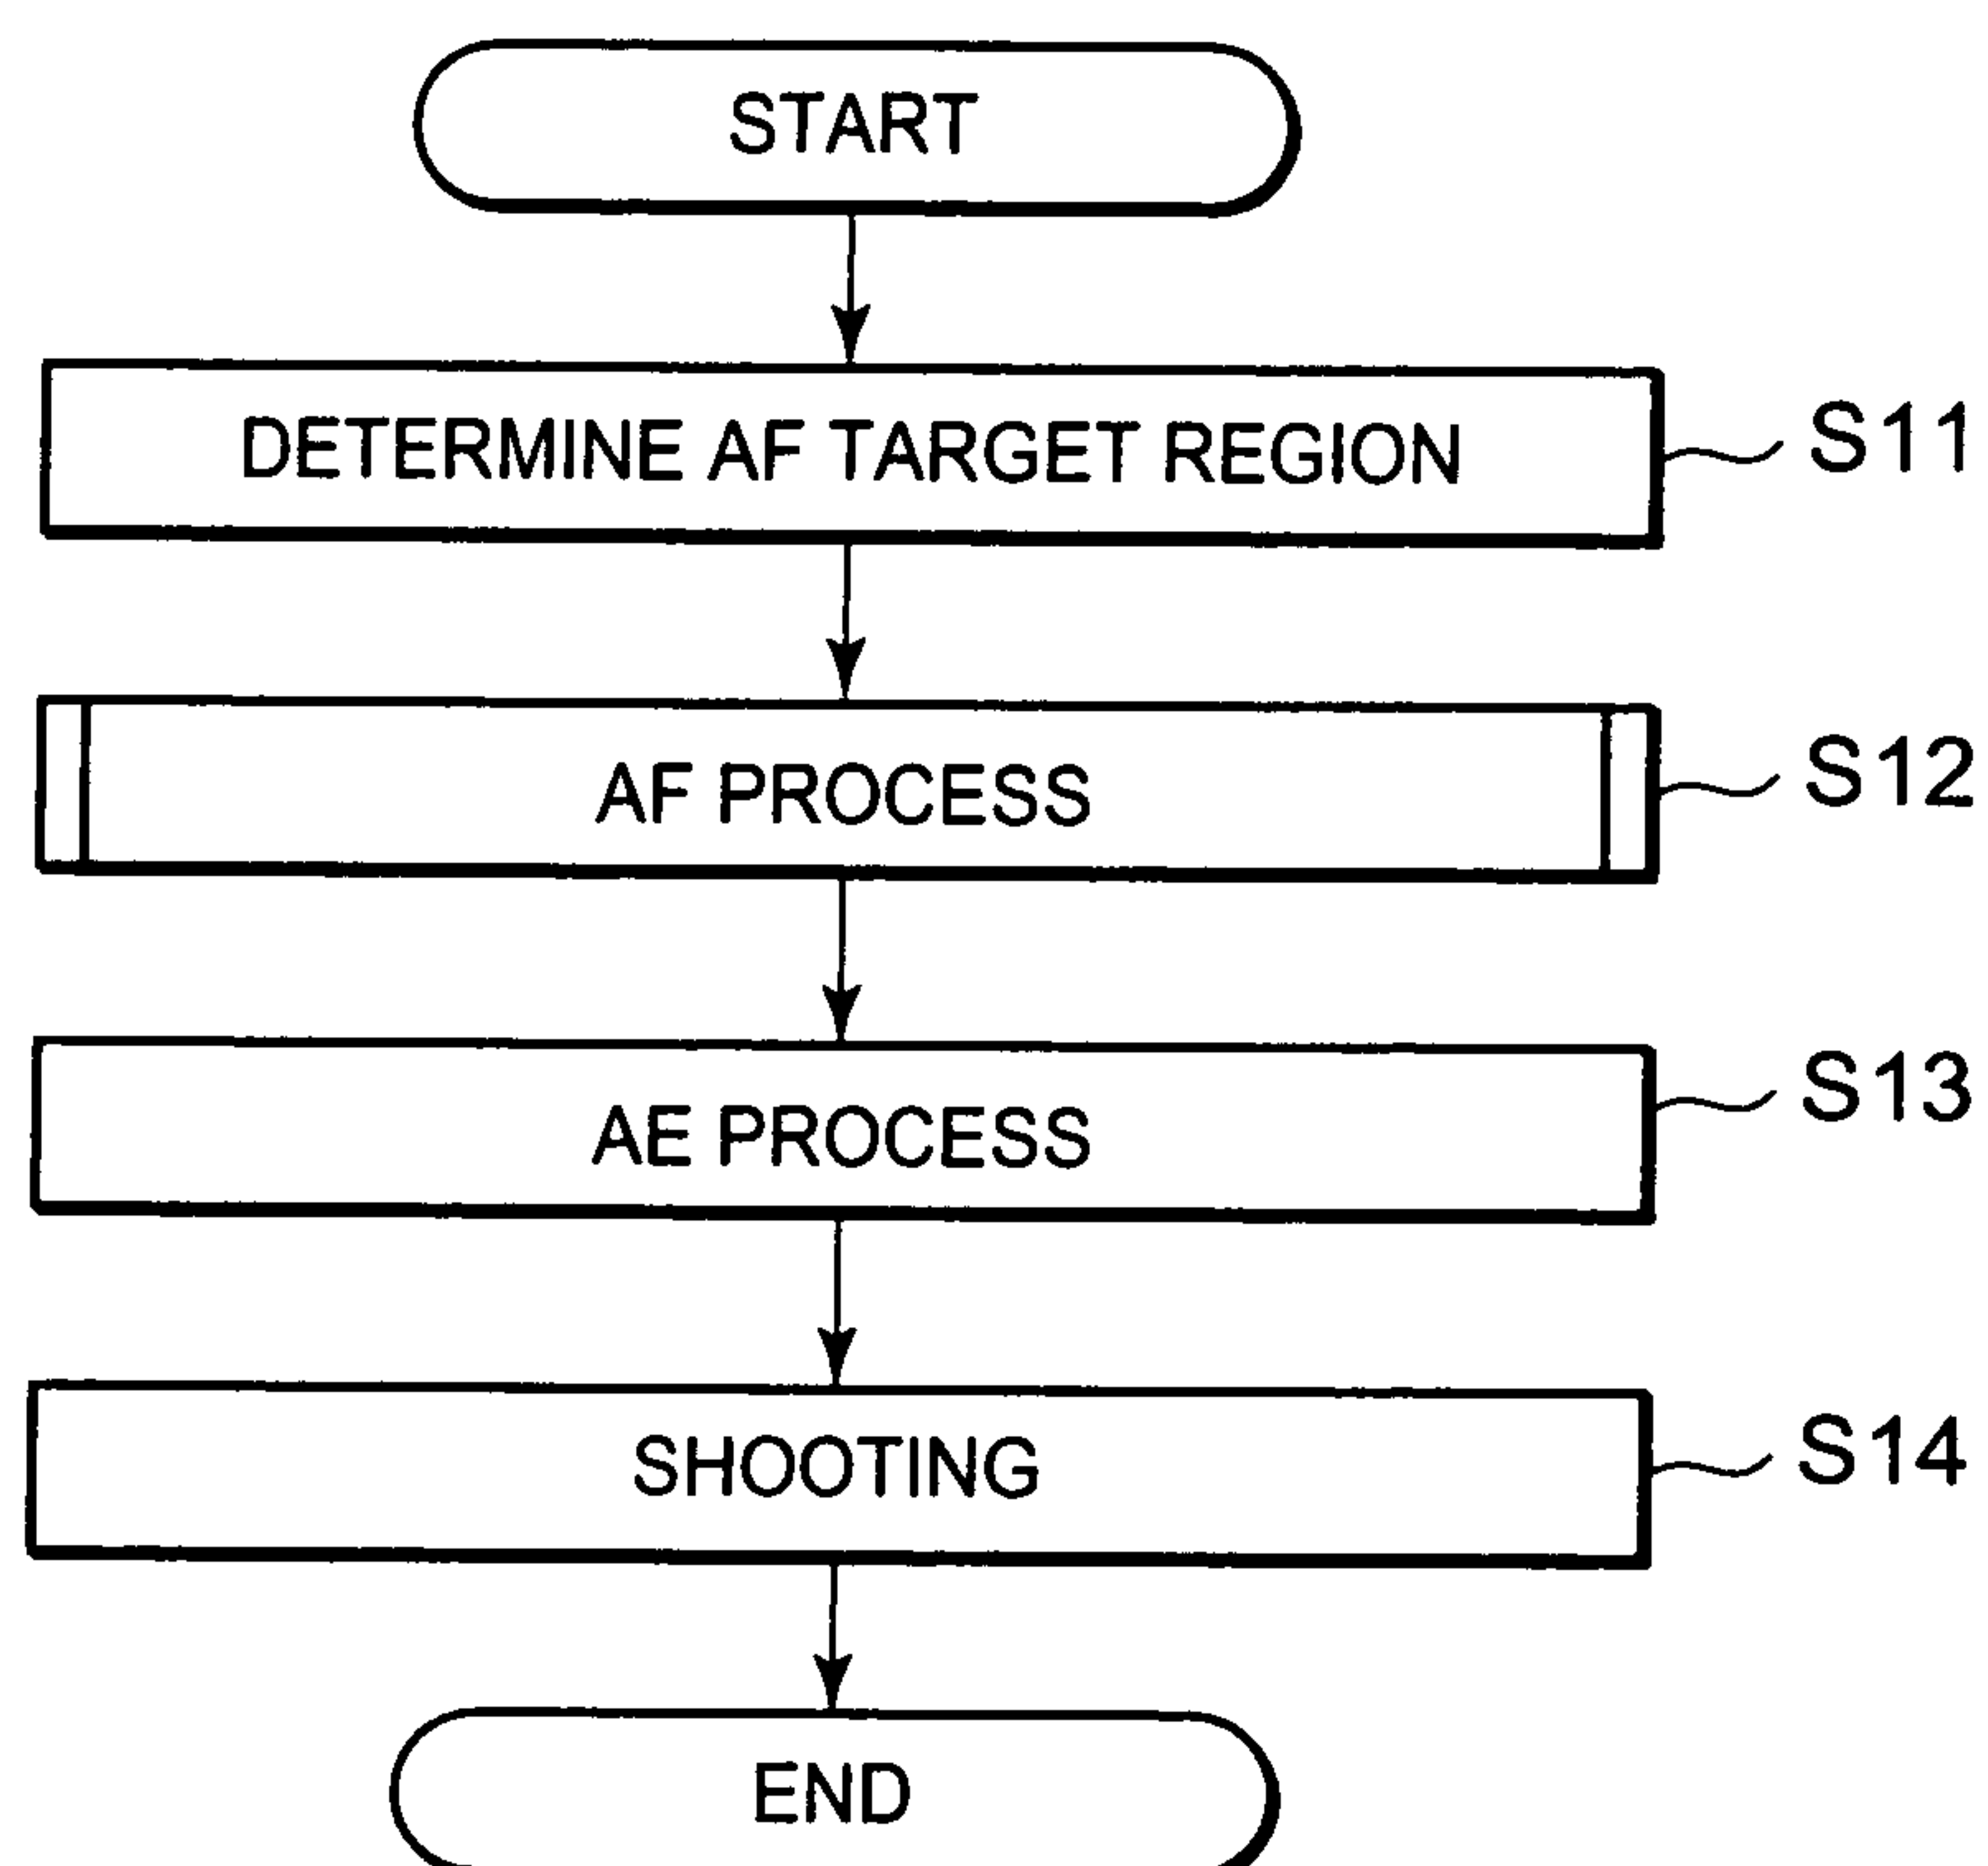 START
DETERMINE AF TARGET REGION
S11
AF PROCESS
S12
AE PROCESS
S13
SHOOTING
S14
END